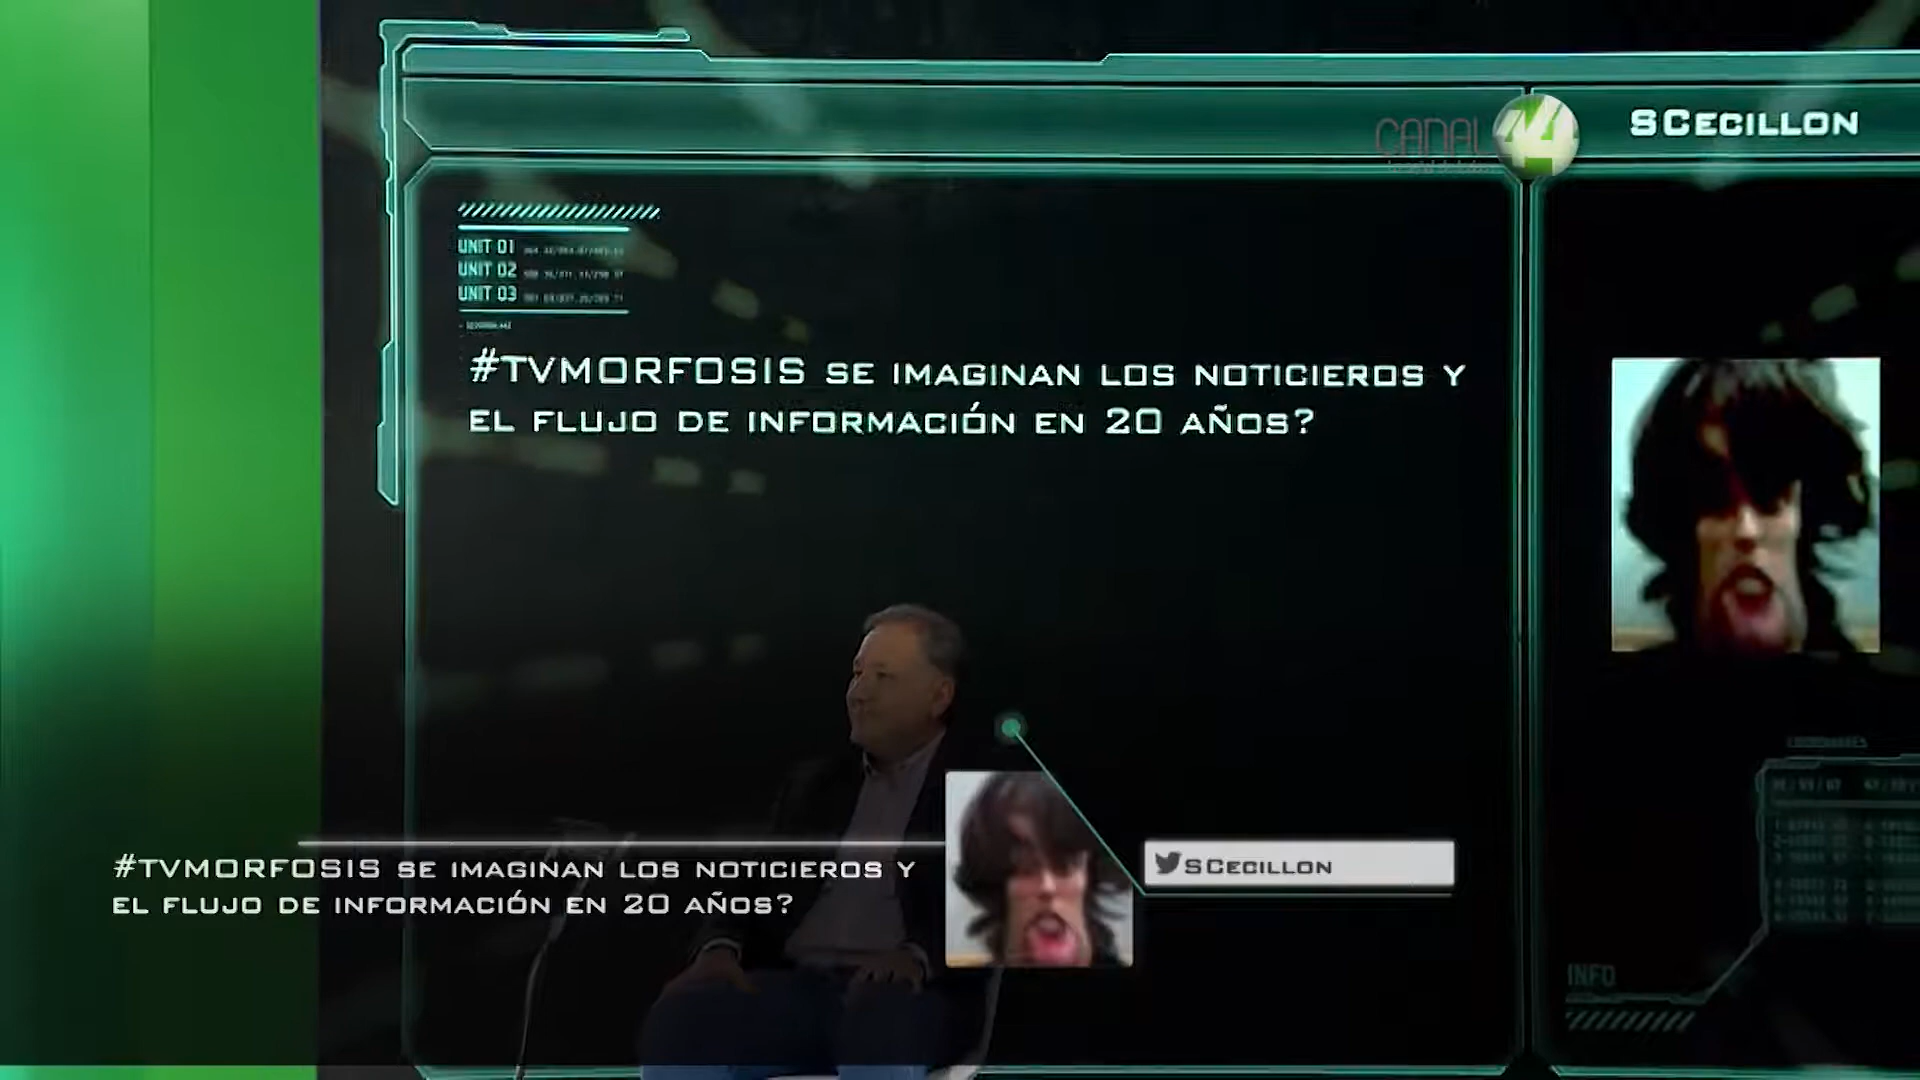 CANAL 44
SCECILLON
UNIT 01
UNIT 02
UNIT 03
#TVMORFOSIS SE IMAGINAN LOS NOTICIEROS Y
EL FLUJO DE INFORMACIÓN EN 20 AÑOS?
#TVMORFOSIS SE IMAGINAN LOS NOTICIEROS Y
EL FLUJO DE INFORMACIÓN EN 20 AÑOS?
SCECILLON
INFO